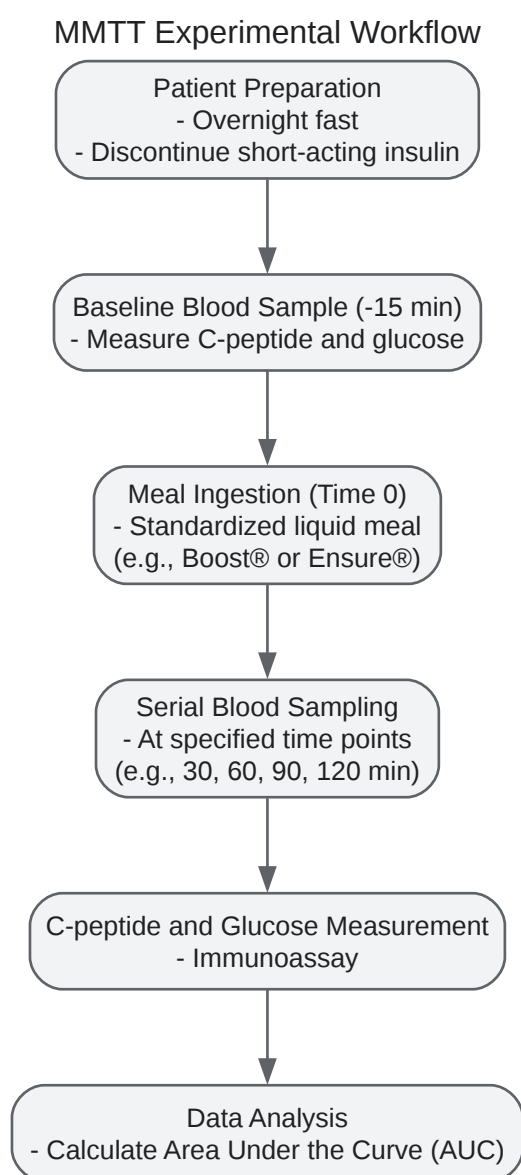 MMTT Experimental Workflow
Patient Preparation
- Overnight fast
- Discontinue short-acting insulin
Baseline Blood Sample (-15 min)
- Measure C-peptide and glucose
Meal Ingestion (Time 0)
- Standardized liquid meal
(e.g., Boost® or Ensure®)
Serial Blood Sampling
- At specified time points
(e.g., 30, 60, 90, 120 min)
C-peptide and Glucose Measurement
- Immunoassay
Data Analysis
- Calculate Area Under the Curve (AUC)